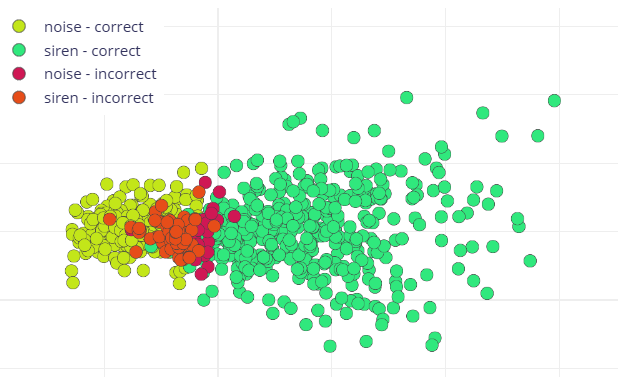 noise - correct
siren - correct
noise - incorrect
siren - incorrect